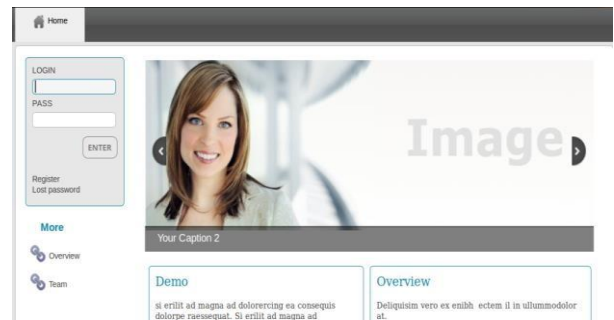 Home
LOGIN
PASS
ENTER
Register
Lost password
More
Overview
Team
Image
Your Caption 2
Demo
si erilit ad magna ad dolorercing ea consequis
dolorpe raessequat. Si erilit ad magna ad
Overview
Deliquisim vero ex enibh ectem il in ullummodolor
at.